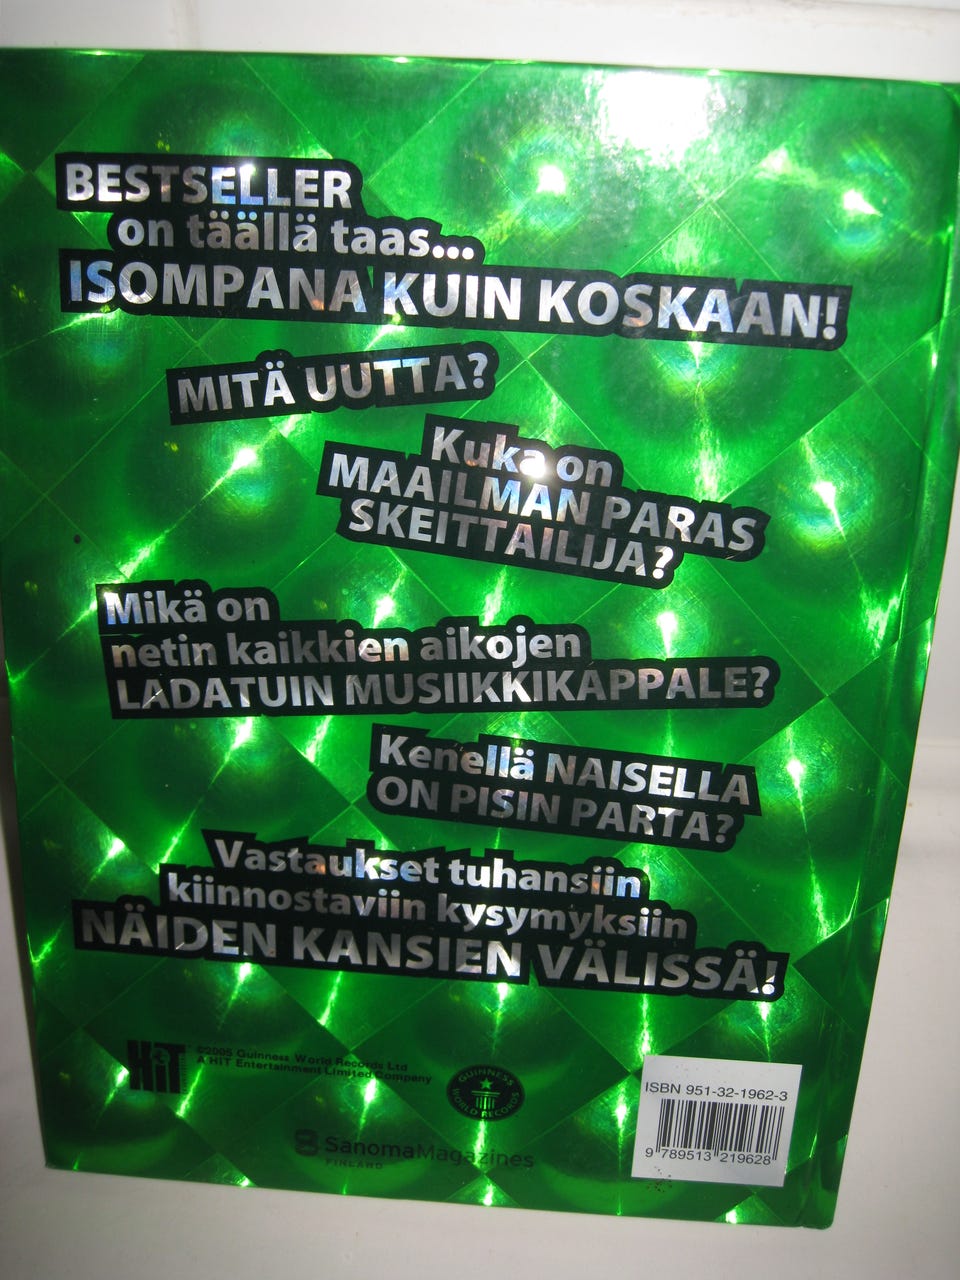 BESTSELLER
on täällä taas...
ISOMPANA KUIN KOSKAAN!
MITÄ UUTTA?
Kuka on
MAAILMAN PARAS
SKEITTAILIJA?
Mikä on
netin kaikkien aikojen
LADATUIN MUSIIKKIKAPPALE?
Kenellä NAISELLA
ON PISIN PARTA?
Vastaukset tuhansiin
kiinnostaviin kysymyksiin
NÄIDEN KANSIEN VÄLISSÄ!
HiT
©2005 Guinness World Records Ltd
A HIT Entertainment Limited Company
GUINNESS
WORLD RECORDS
SanomaMagazines
FINLAND
ISBN 951-32-1962-3
9 789513 219628